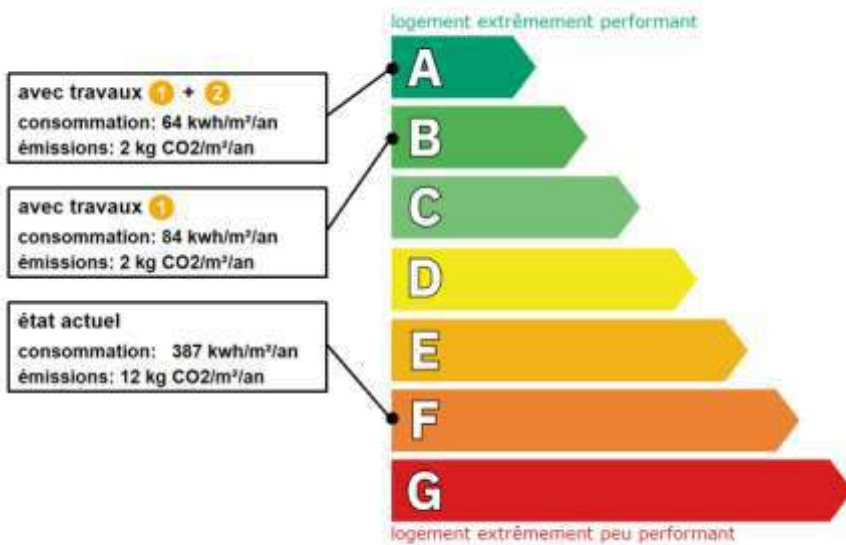 logement extrêmement performant
avec travaux 1 + 2
consommation: 64 kwh/m²/an
émissions: 2 kg CO2/m²/an
avec travaux 1
consommation: 84 kwh/m²/an
émissions: 2 kg CO2/m²/an
état actuel
consommation: 387 kwh/m²/an
émissions: 12 kg CO2/m²/an
A
B
C
D
E
F
G
logement extrêmement peu performant